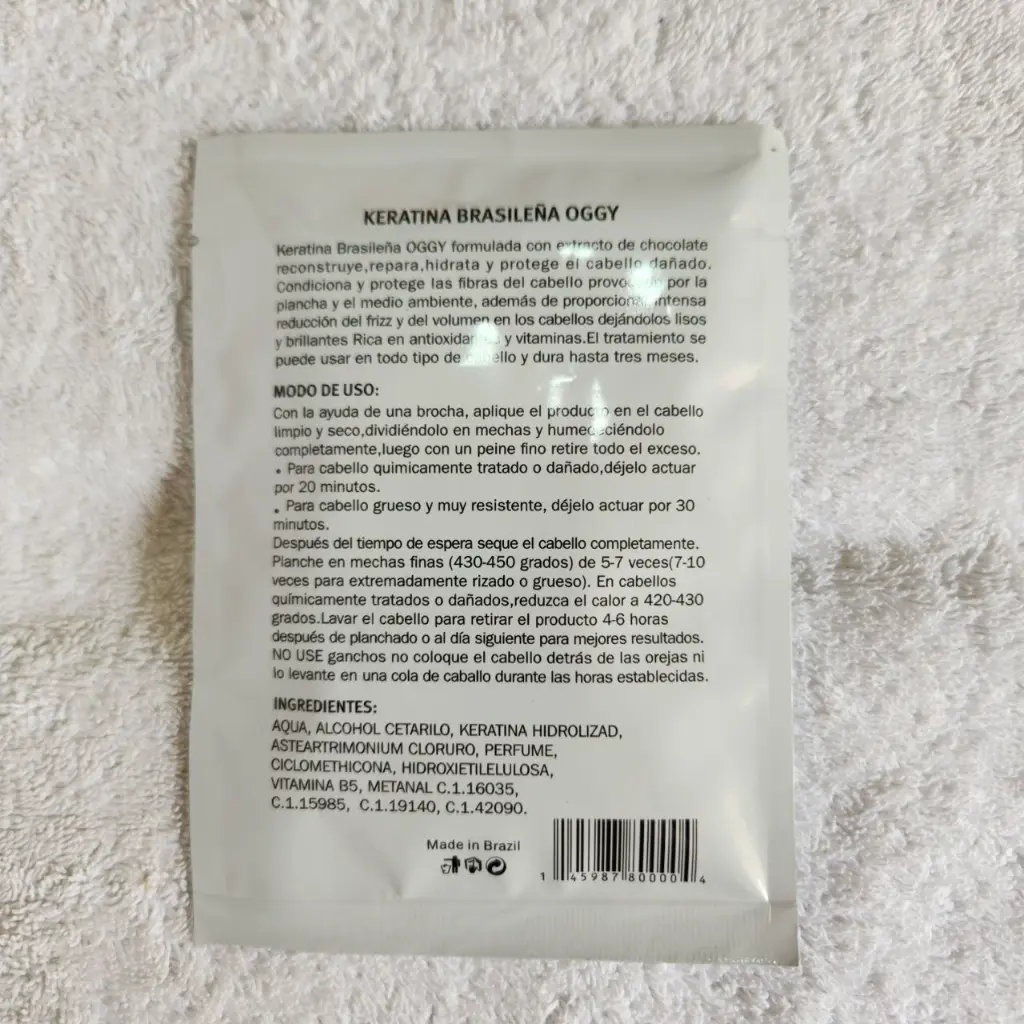 KERATINA BRASILEÑA OGGY
Keratina Brasileña OGGY formulada con extracto de chocolate
reconstruye,repara,hidrata y protege el cabello dañado.
Condiciona y protege las fibras del cabello por la
plancha y el medio ambiente, además de intensa
reducción del frizz y del volumen en los cabellos dejándolos lisos
y brillantes Rica en y vitaminas.El tratamiento se
puede usar en todo tipo de cabello y dura hasta tres meses.
MODO DE USO:
Con la ayuda de una brocha, aplique el producto en el cabello
limpio y seco,dividiéndolo en mechas y humedeciéndolo
completamente,luego con un peine fino retire todo el exceso.
• Para cabello quimicamente tratado o dañado,déjelo actuar
por 20 minutos.
• Para cabello grueso y muy resistente, déjelo actuar por 30
minutos.
Después del tiempo de espera seque el cabello completamente.
Planche en mechas finas (430-450 grados) de 5-7 veces(7-10
veces para extremadamente rizado o grueso). En cabellos
químicamente tratados o dañados,reduzca el calor a 420-430
grados.Lavar el cabello para retirar el producto 4-6 horas
después de planchado o al día siguiente para mejores resultados.
NO USE ganchos no coloque el cabello detrás de las orejas ni
lo levante en una cola de caballo durante las horas establecidas.
INGREDIENTES:
AQUA, ALCOHOL CETARILO, KERATINA HIDROLIZAD,
ASTEARTRIMONIUM CLORURO, PERFUME,
CICLOMETHICONA, HIDROXIETILELULOSA,
VITAMINA B5, METANAL C.1.16035,
C.1.15985, C.1.19140, C.1.42090.
Made in Brazil
1 45987 80000 4